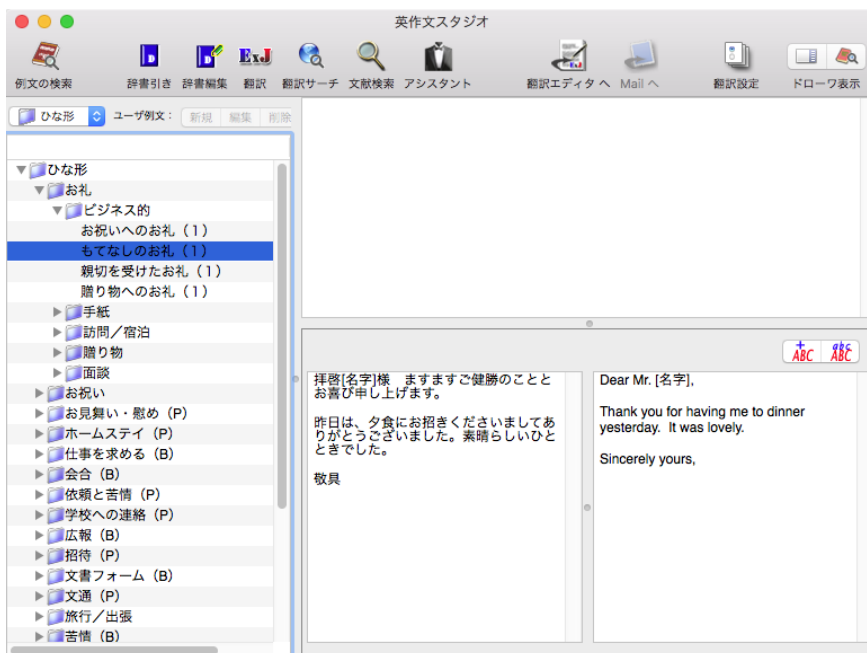 英作文スタジオ
例文の検索 辞書引き 辞書編集 翻訳 翻訳サーチ 文献検索 アシスタント 翻訳エディタ へ Mail へ 翻訳設定 ドローワ表示
ExJ
ひな形 ユーザ例文： 新規 編集 削除
ひな形
お礼
ビジネス的
お祝いへのお礼（1）
もてなしのお礼（1）
親切を受けたお礼（1）
贈り物へのお礼（1）
手紙
訪問／宿泊
贈り物
面談
お祝い
お見舞い・慰め（P）
ホームステイ（P）
仕事を求める（B）
会合（B）
依頼と苦情（P）
学校への連絡（P）
広報（B）
招待（P）
文書フォーム（B）
文通（P）
旅行／出張
苦情（B）
+ABC abc ABC
拝啓[名字]様　ますますご健勝のことと
お喜び申し上げます。
昨日は、夕食にお招きくださいましてあ
りがとうございました。素晴らしいひと
ときでした。
敬具
Dear Mr. [名字],
Thank you for having me to dinner
yesterday.  It was lovely.
Sincerely yours,